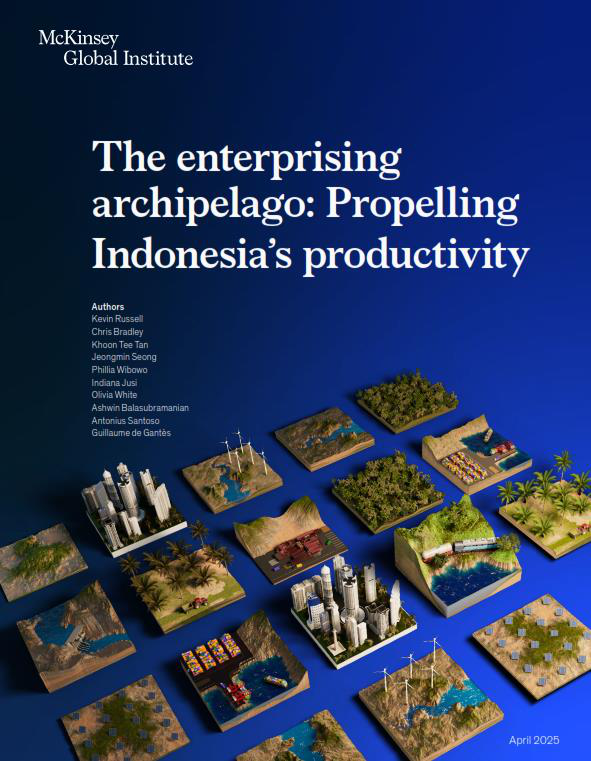 McKinsey
Global Institute
The enterprising
archipelago: Propelling
Indonesia's productivity
Authors
Kevin Russell
Chris Bradley
Khoon Tee Tan
Jeongmin Seong
Phillia Wibowo
Indiana Jusi
Olivia White
Ashwin Balasubramanian
Antonius Santoso
Guillaume de Gantès
April 2025